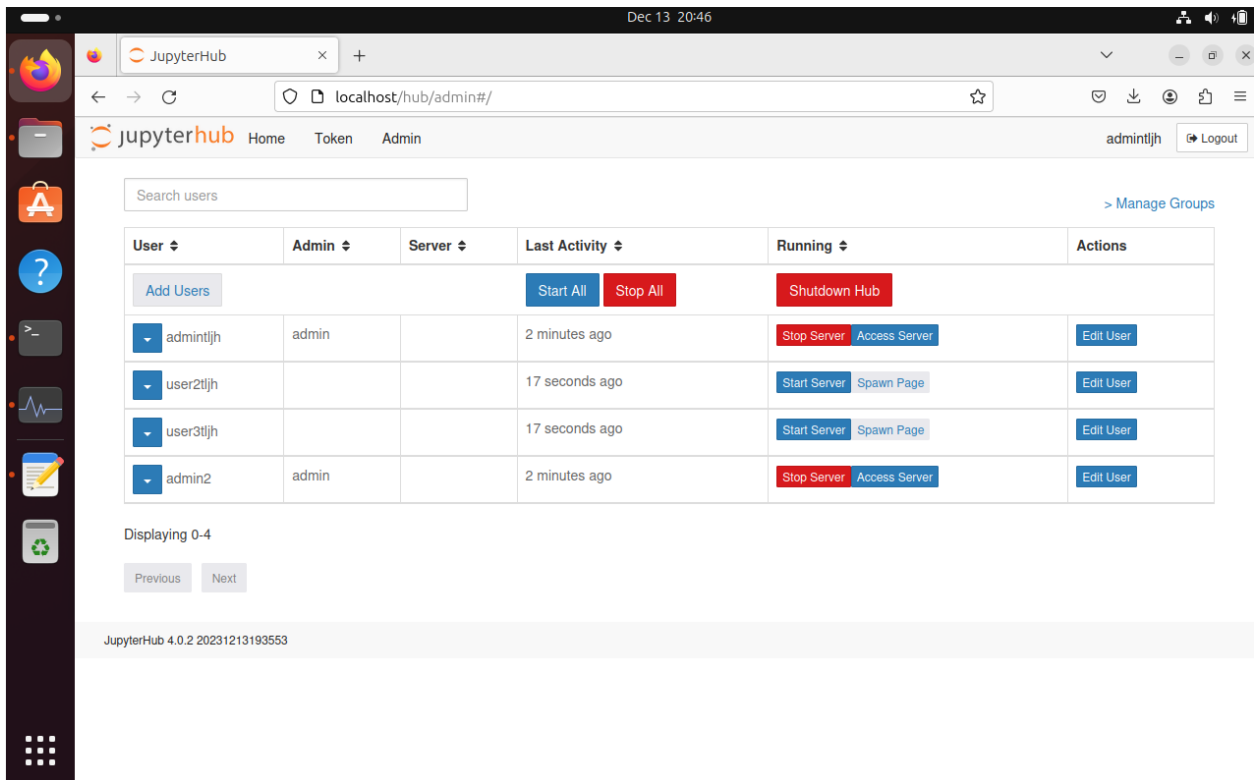 Dec 13 20:46
JupyterHub
localhost/hub/admin#/
jupyterhub Home Token Admin admintljh Logout
Search users
> Manage Groups
User Admin Server Last Activity Running Actions
Add Users Start All Stop All Shutdown Hub
admintljh admin 2 minutes ago Stop Server Access Server Edit User
user2tljh 17 seconds ago Start Server Spawn Page Edit User
user3tljh 17 seconds ago Start Server Spawn Page Edit User
admin2 admin 2 minutes ago Stop Server Access Server Edit User
Displaying 0-4
Previous Next
JupyterHub 4.0.2 20231213193553